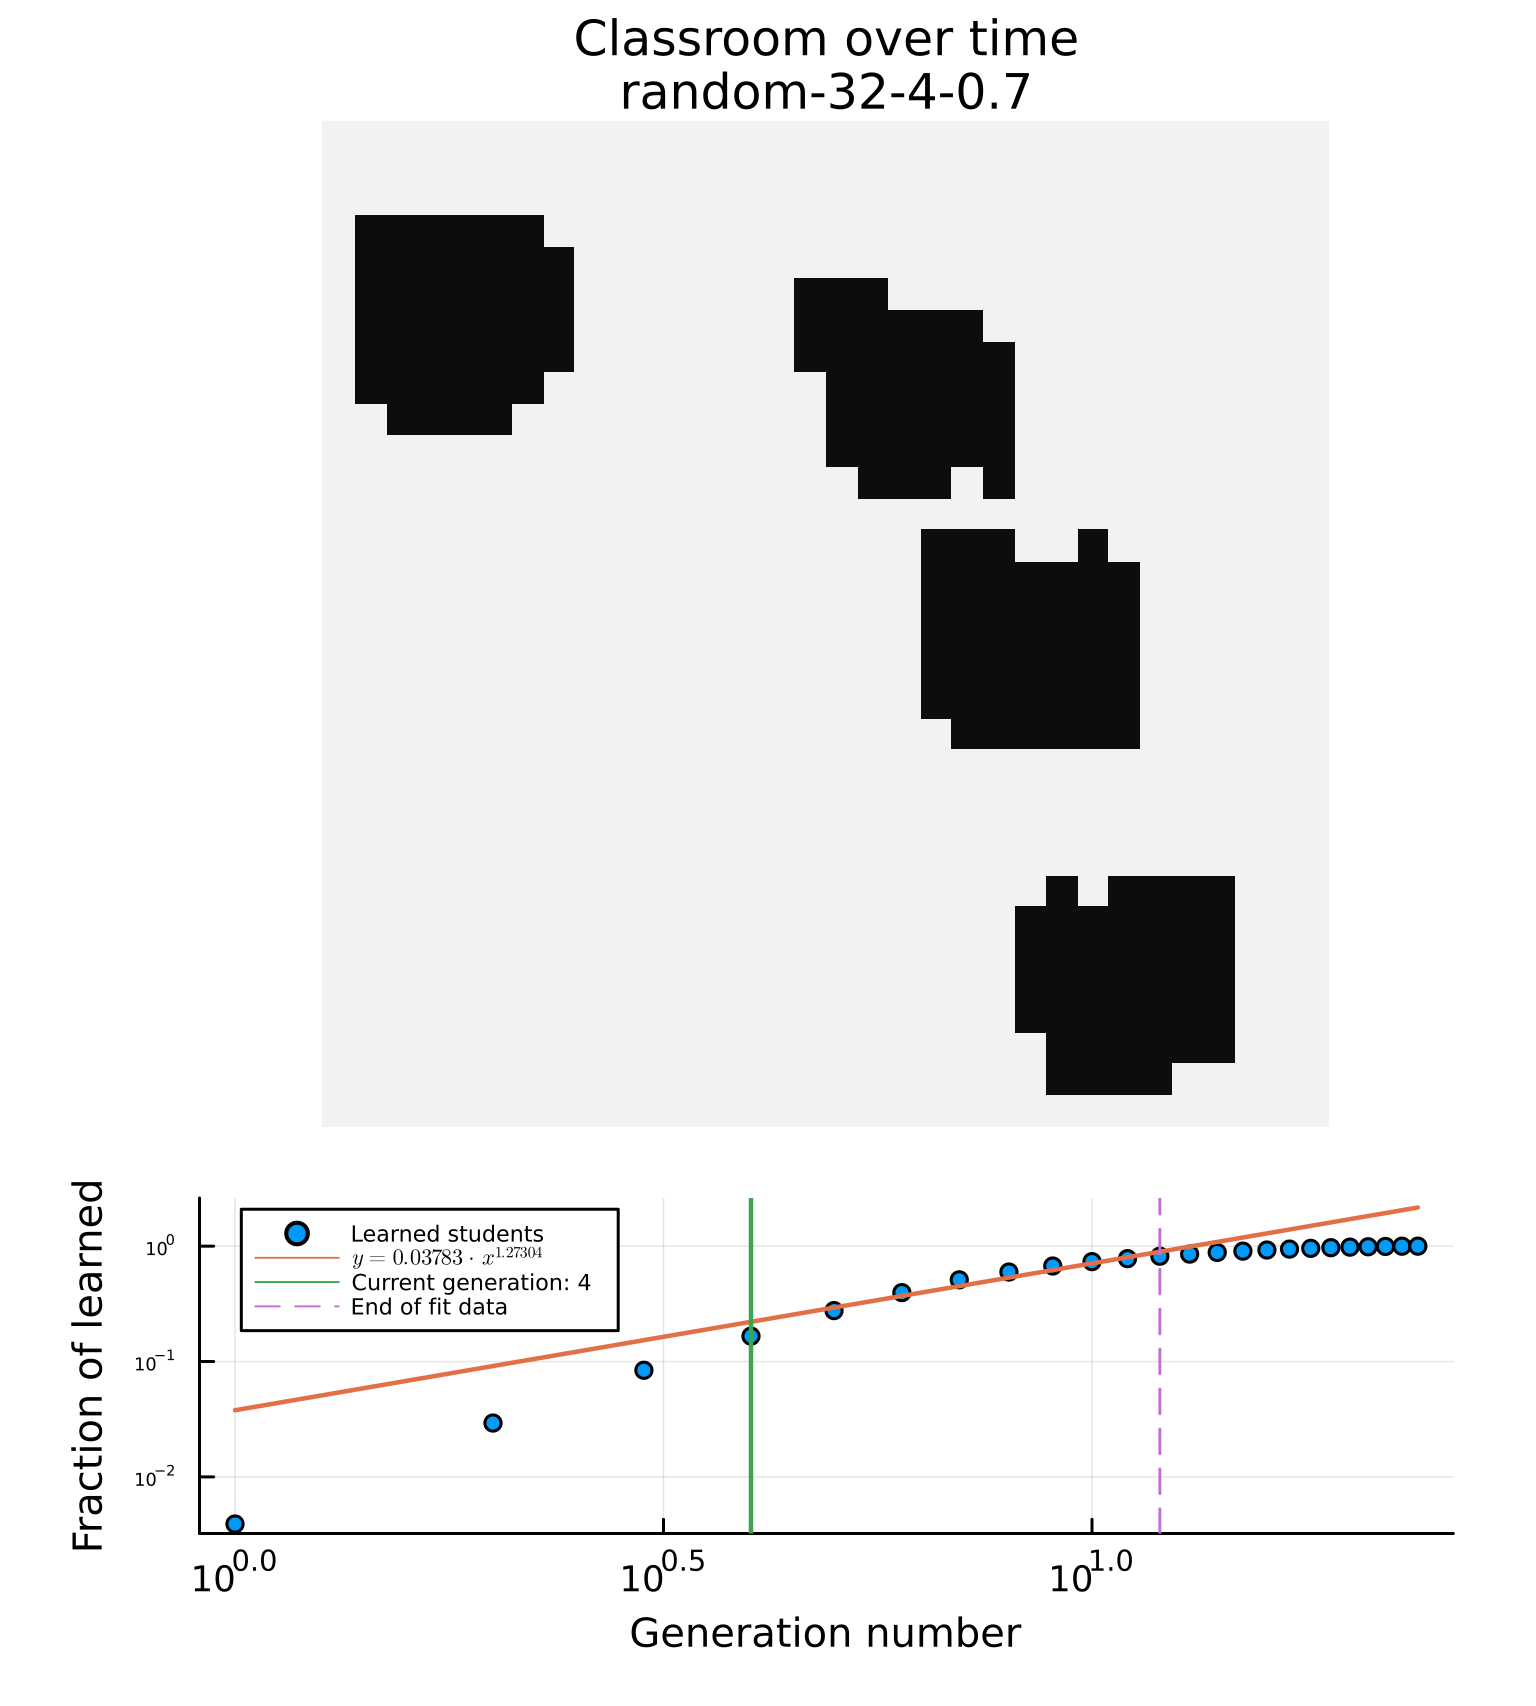 Classroom over time
random-32-4-0.7
Fraction of learned
10⁰
10⁻¹
10⁻²
Learned students
y = 0.03783 · x^1.27304
Current generation: 4
End of fit data
10^0.0
10^0.5
10^1.0
Generation number